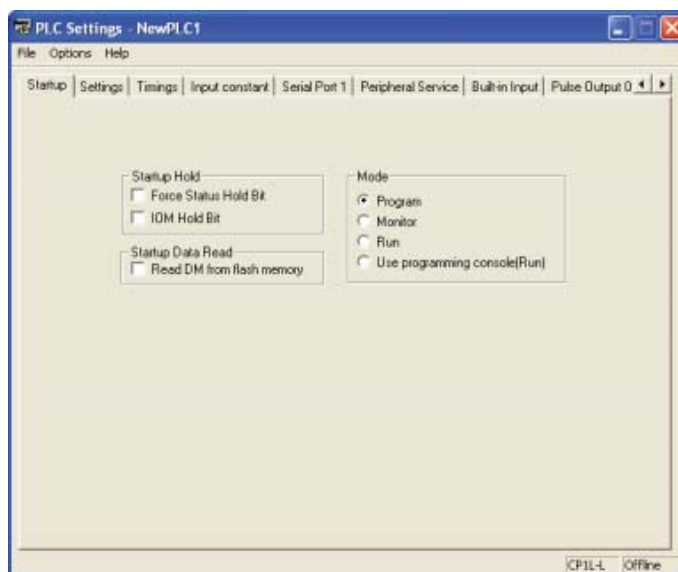 PLC Settings - NewPLC1
File Options Help
Startup Settings Timings Input constant Serial Port 1 Peripheral Service Built-in Input Pulse Output 0
Startup Hold
Force Status Hold Bit
IOM Hold Bit
Startup Data Read
Read DM from flash memory
Mode
Program
Monitor
Run
Use programming console(Run)
CP1L-L Offline